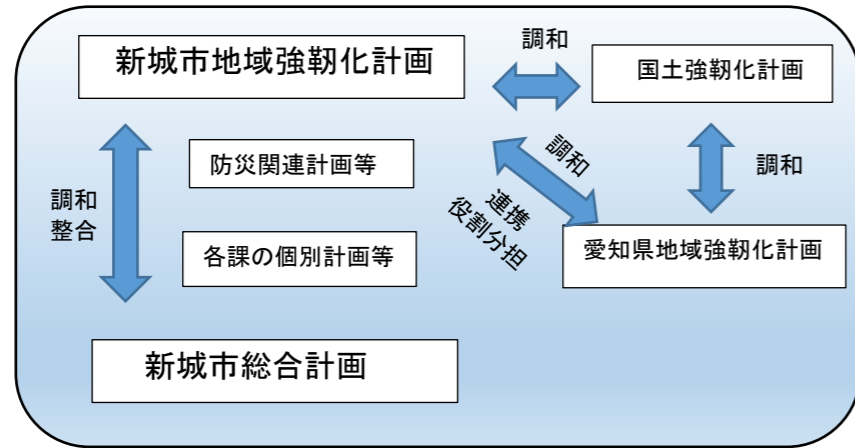 新城市地域強靭化計画
調和
国土強靭化計画
防災関連計画等
調和
調和
調和
整合
連携
役割分担
各課の個別計画等
愛知県地域強靭化計画
新城市総合計画